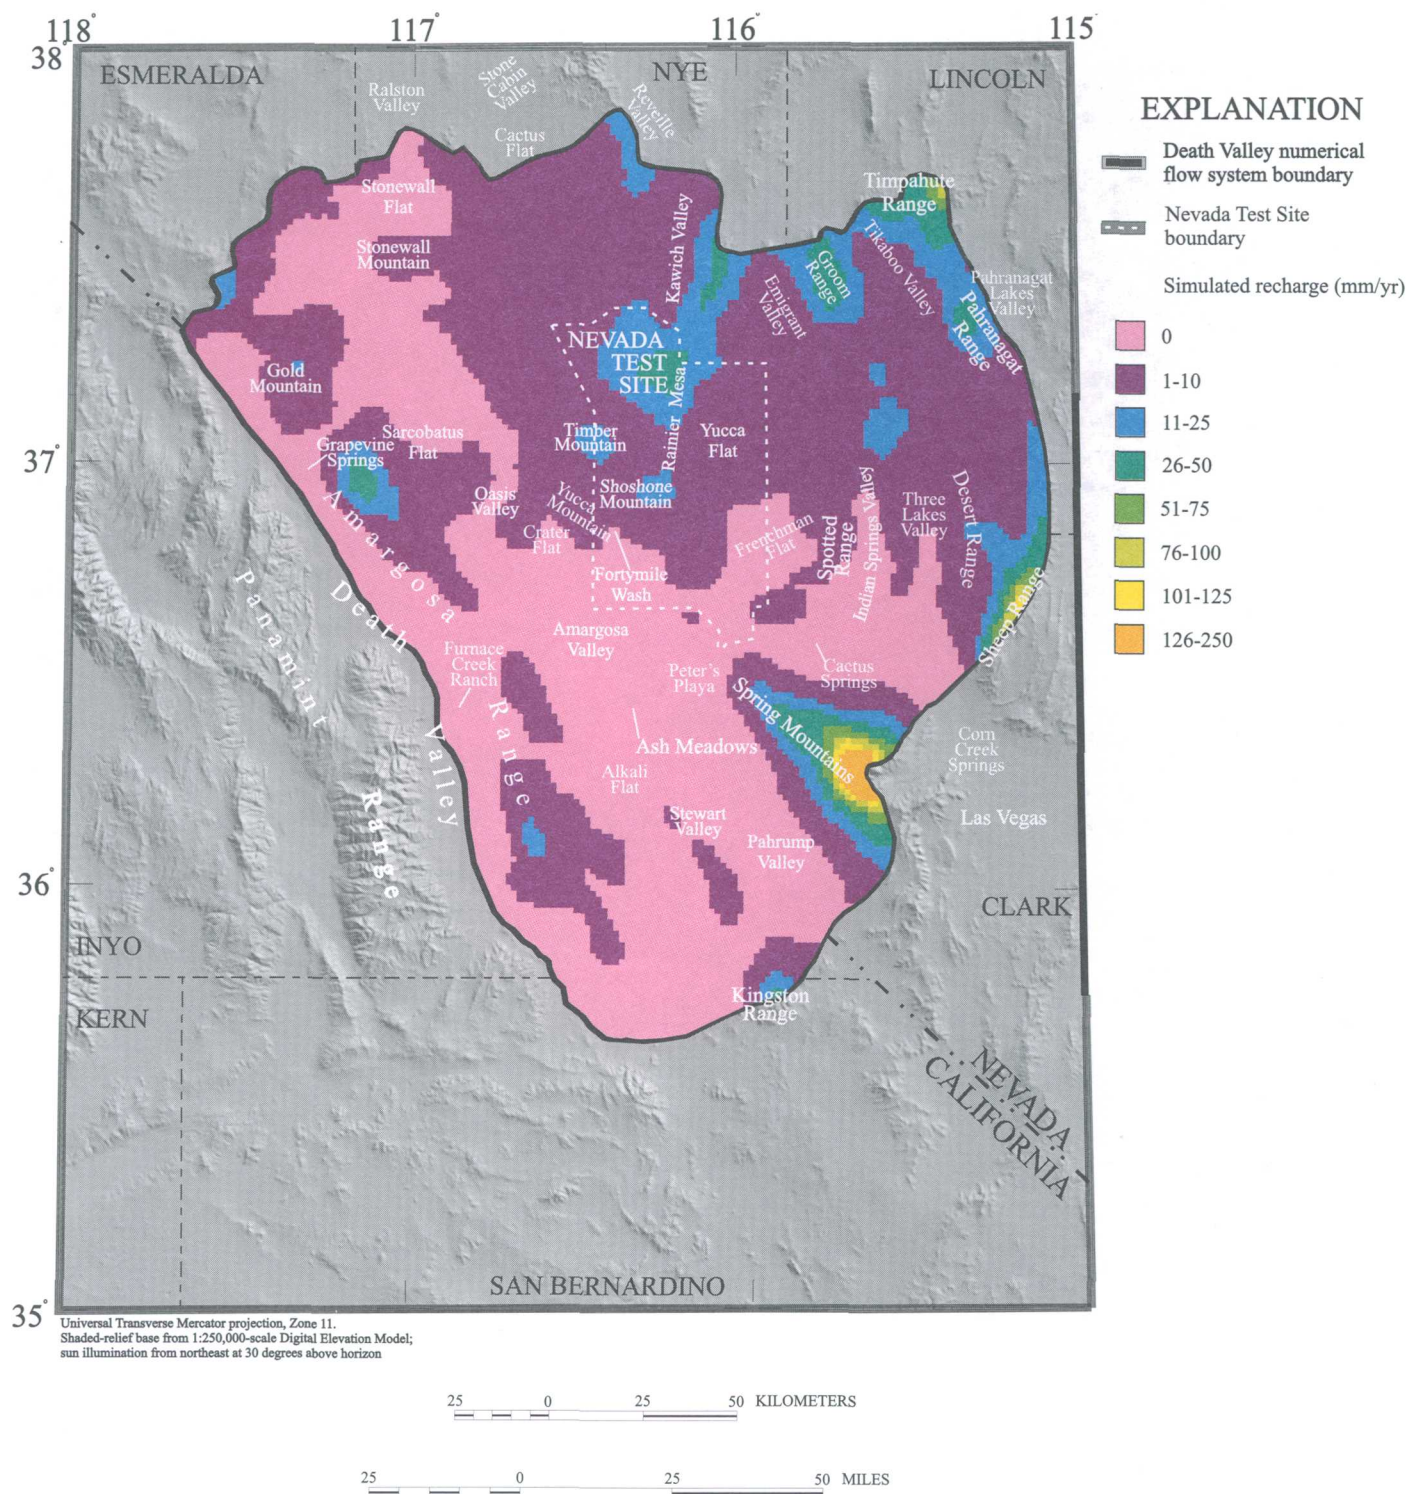 118°
117°
116°
115°
38°
37°
36°
35°
ESMERALDA
NYE
LINCOLN
Ralston
Valley
Stone
Cabin
Valley
Reveille
Valley
Cactus
Flat
Stonewall
Flat
Stonewall
Mountain
Kawich Valley
Timpahute
Range
Tikaboo Valley
Groom
Range
Emigrant
Valley
Pahranagat
Lakes
Valley
Pahranagat
Range
NEVADA
TEST
SITE
Gold
Mountain
Grapevine
Springs
Sarcobatus
Flat
Timber
Mountain
Rainier Mesa
Yucca
Flat
Oasis
Valley
Yucca
Mountain
Shoshone
Mountain
Crater
Flat
Frenchman
Flat
Spotted
Range
Indian Springs Valley
Three
Lakes
Valley
Desert Range
Fortymile
Wash
Sheep Range
Amargosa
Range
Death
Valley
Panamint
Range
Amargosa
Valley
Furnace
Creek
Ranch
Peter's
Playa
Cactus
Springs
Spring Mountains
Ash Meadows
Corn
Creek
Springs
Alkali
Flat
Las Vegas
Stewart
Valley
Pahrump
Valley
CLARK
INYO
KERN
Kingston
Range
NEVADA
CALIFORNIA
SAN BERNARDINO
EXPLANATION
Death Valley numerical
flow system boundary
Nevada Test Site
boundary
Simulated recharge (mm/yr)
0
1-10
11-25
26-50
51-75
76-100
101-125
126-250
Universal Transverse Mercator projection, Zone 11.
Shaded-relief base from 1:250,000-scale Digital Elevation Model;
sun illumination from northeast at 30 degrees above horizon
25 0 25 50 KILOMETERS
25 0 25 50 MILES